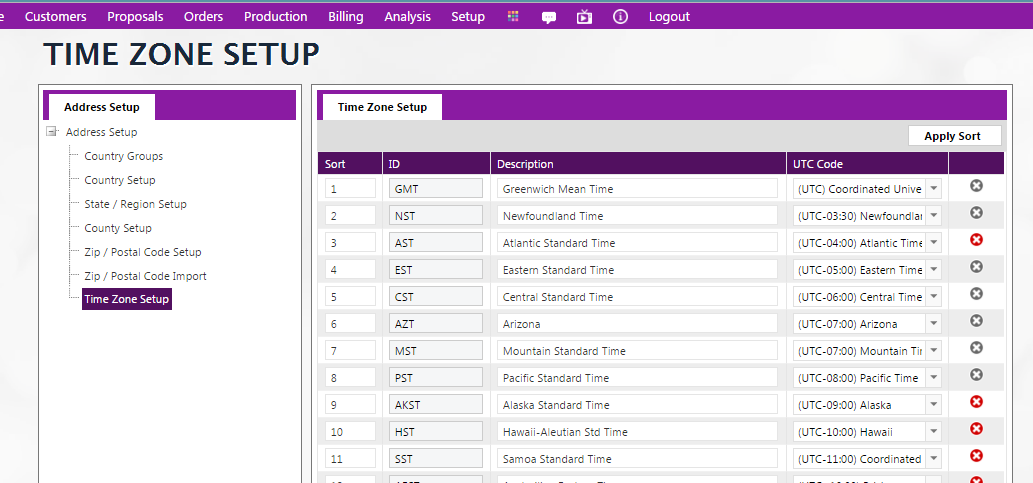 e Customers Proposals Orders Production Billing Analysis Setup Logout
TIME ZONE SETUP
Address Setup
Address Setup
Country Groups
Country Setup
State / Region Setup
County Setup
Zip / Postal Code Setup
Zip / Postal Code Import
Time Zone Setup
Time Zone Setup
Apply Sort
Sort ID Description UTC Code
1 GMT Greenwich Mean Time (UTC) Coordinated Unive
2 NST Newfoundland Time (UTC-03:30) Newfoundlan
3 AST Atlantic Standard Time (UTC-04:00) Atlantic Time
4 EST Eastern Standard Time (UTC-05:00) Eastern Time
5 CST Central Standard Time (UTC-06:00) Central Time
6 AZT Arizona (UTC-07:00) Arizona
7 MST Mountain Standard Time (UTC-07:00) Mountain Ti
8 PST Pacific Standard Time (UTC-08:00) Pacific Time
9 AKST Alaska Standard Time (UTC-09:00) Alaska
10 HST Hawaii-Aleutian Std Time (UTC-10:00) Hawaii
11 SST Samoa Standard Time (UTC-11:00) Coordinated